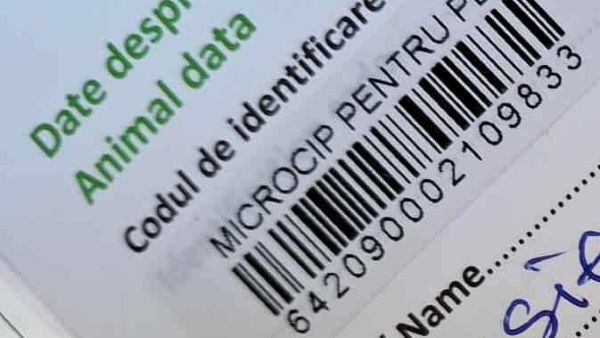 Date despr
Animal data
Codul de identificare
MICROCIP PENTRU
642090002109833
Name